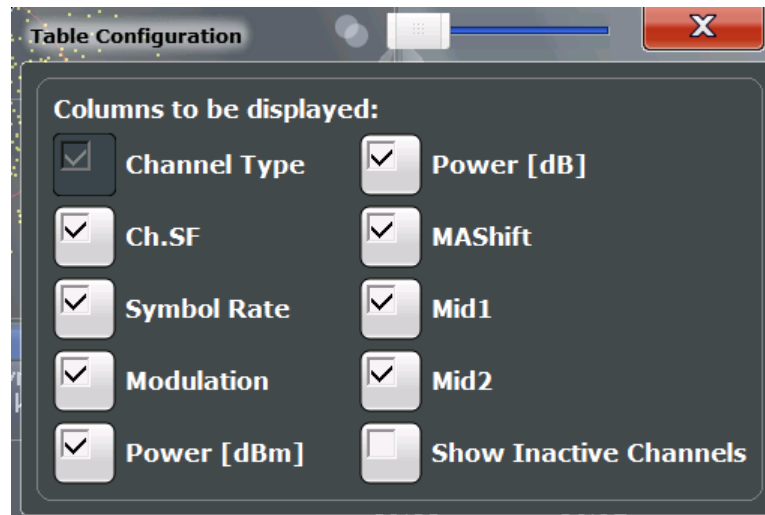 Table Configuration
X
Columns to be displayed:
Channel Type
Power [dB]
Ch.SF
MAShift
Symbol Rate
Mid1
Modulation
Mid2
Power [dBm]
Show Inactive Channels